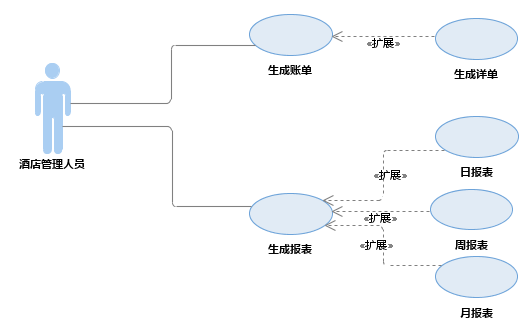 «扩展»
生成账单
生成详单
酒店管理人员
«扩展»
日报表
«扩展»
生成报表
«扩展»
周报表
月报表